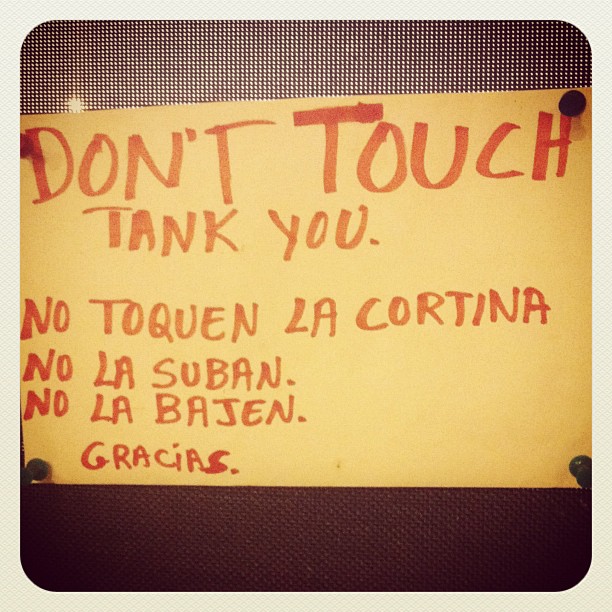 DON'T TOUCH
TANK YOU.
NO TOQUEN LA CORTINA
NO LA SUBAN.
NO LA BAJEN.
GRACIAS.